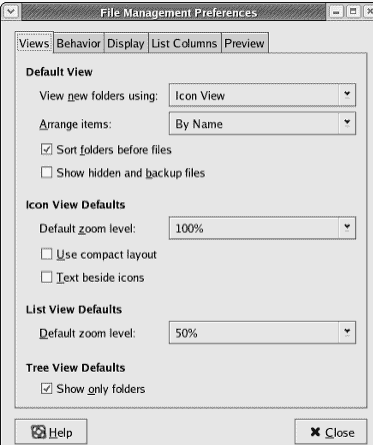 File Management Preferences
Views Behavior Display List Columns Preview
Default View
View new folders using: Icon View
Arrange items: By Name
Sort folders before files
Show hidden and backup files
Icon View Defaults
Default zoom level: 100%
Use compact layout
Text beside icons
List View Defaults
Default zoom level: 50%
Tree View Defaults
Show only folders
Help Close